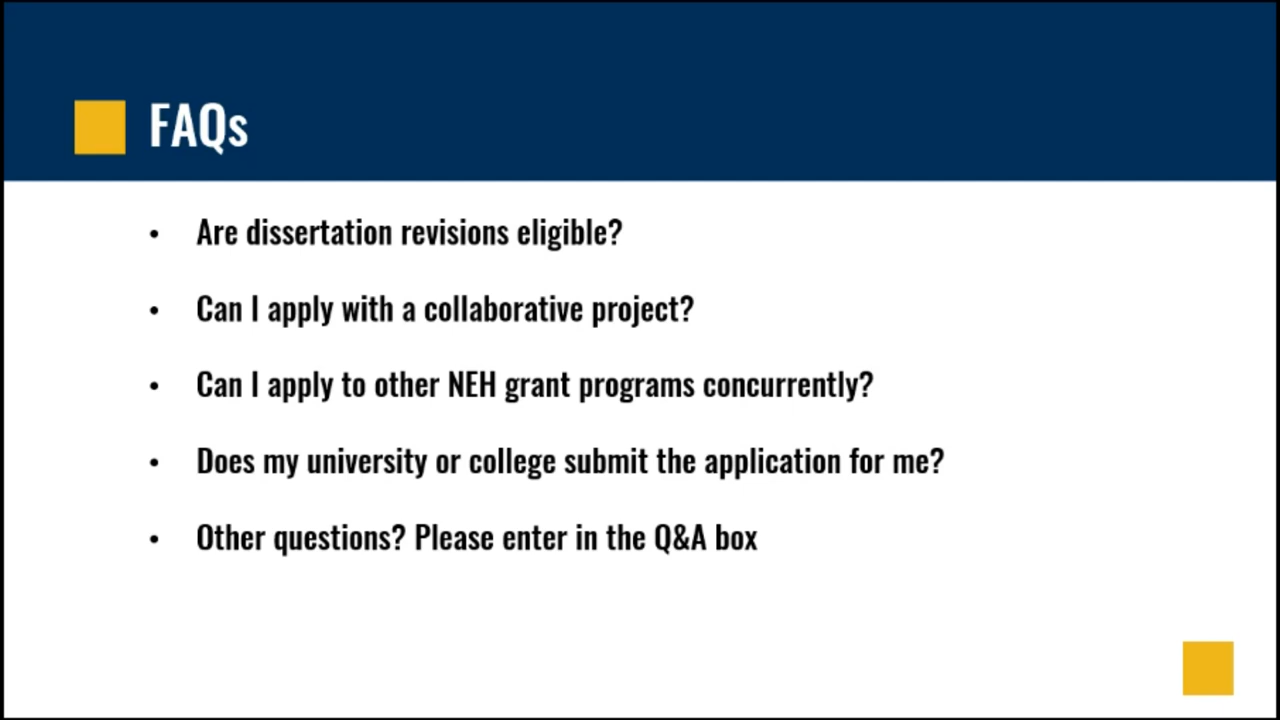 FAQs
• Are dissertation revisions eligible?
• Can I apply with a collaborative project?
• Can I apply to other NEH grant programs concurrently?
• Does my university or college submit the application for me?
• Other questions? Please enter in the Q&A box